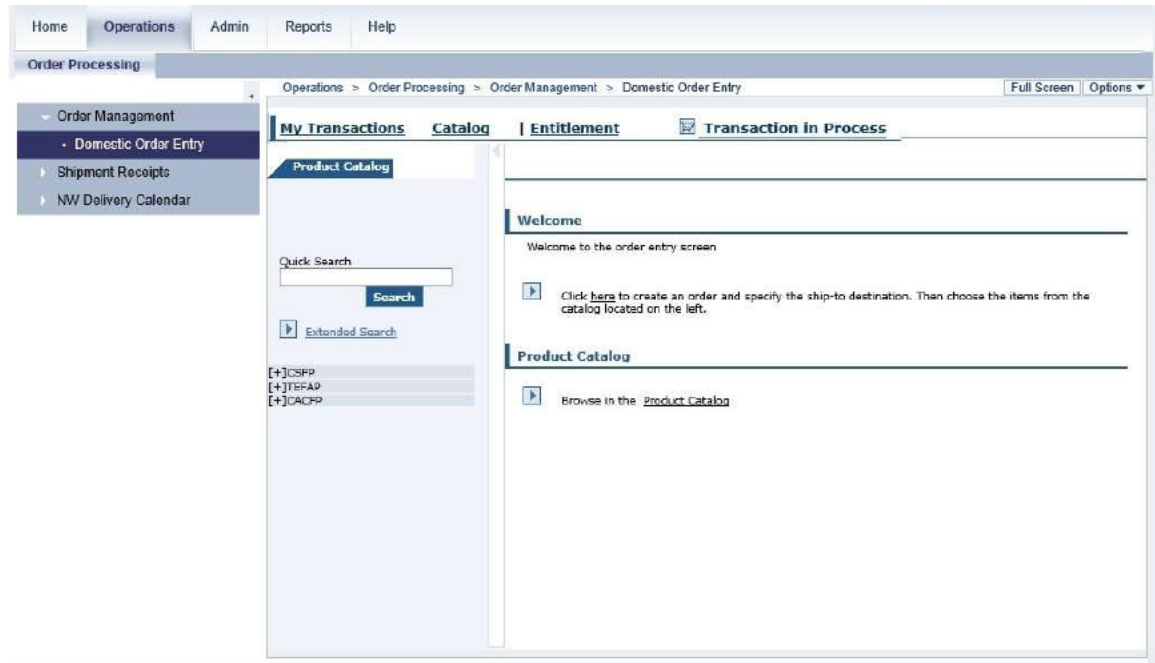 Home Operations Admin Reports Help
Order Processing
Operations > Order Processing > Order Management > Domestic Order Entry Full Screen Options
Order Management
Domestic Order Entry
Shipment Receipts
NW Delivery Calendar
My Transactions Catalog | Entitlement Transaction in Process
Product Catalog
Quick Search
Search
Extended Search
[+]CSFP
[+]TEFAP
[+]CACFP
Welcome
Welcome to the order entry screen
Click here to create an order and specify the ship-to destination. Then choose the items from the
catalog located on the left.
Product Catalog
Browse in the Product Catalog